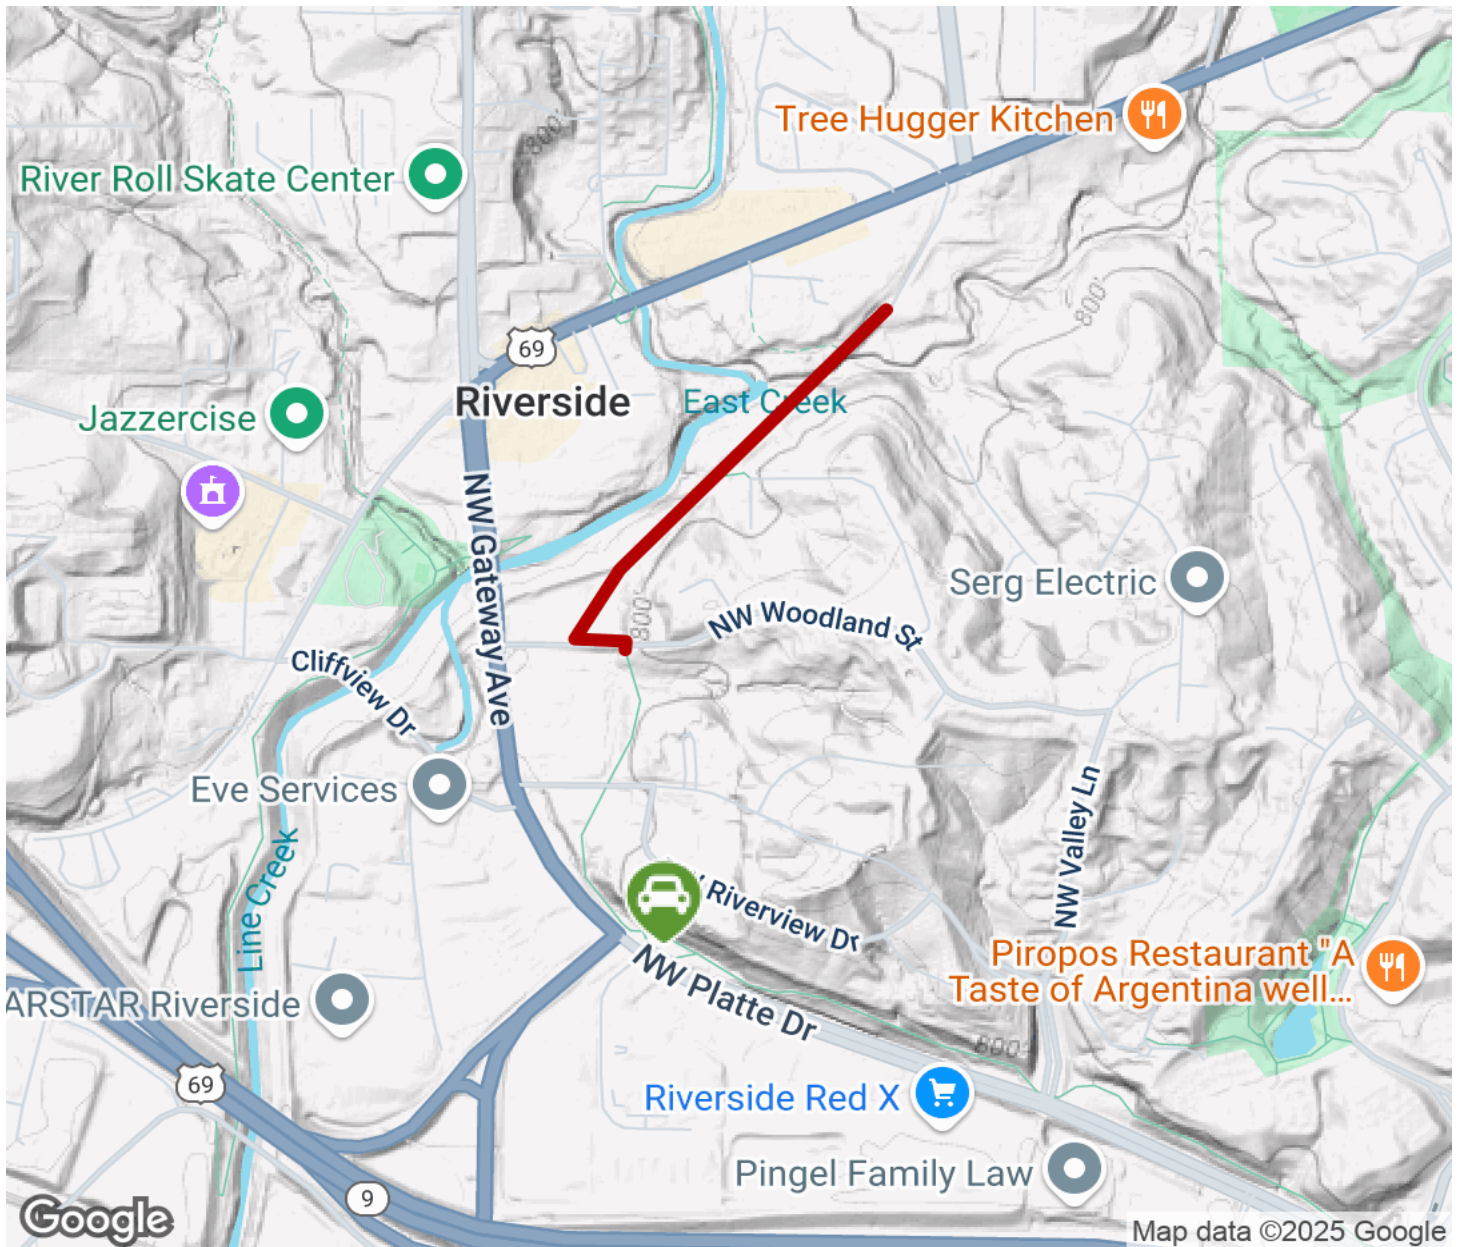 800'
Tree Hugger Kitchen
River Roll Skate Center
800'
69
Riverside
East Creek
Jazzercise
NW Gateway Ave
Serg Electric
800'
NW Woodland St
Cliffview Dr
Eve Services
NW Valley Ln
Line Creek
Riverview Dr
NW Platte Dr
Piropos Restaurant "A
Taste of Argentina well...
ARSTAR Riverside
800
69
Riverside Red X
Pingel Family Law
9
Google
Map data ©2025 Google